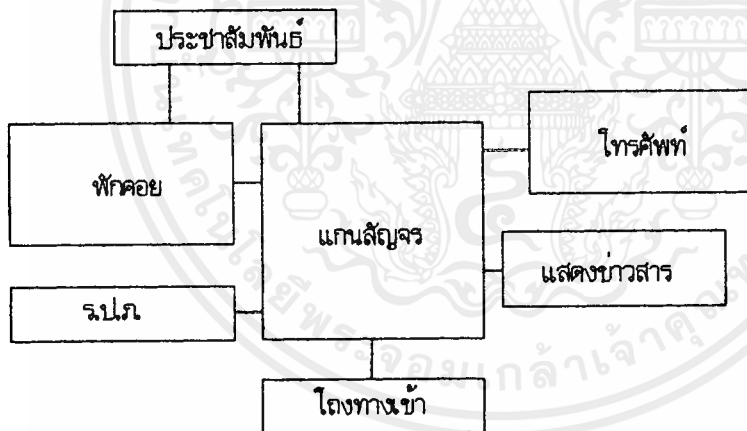 ประชาสัมพันธ์
โทรศัพท์
พักคอย
แกนสัญจร
แสดงข่าวสาร
ร.ป.ภ.
โถงทางเข้า